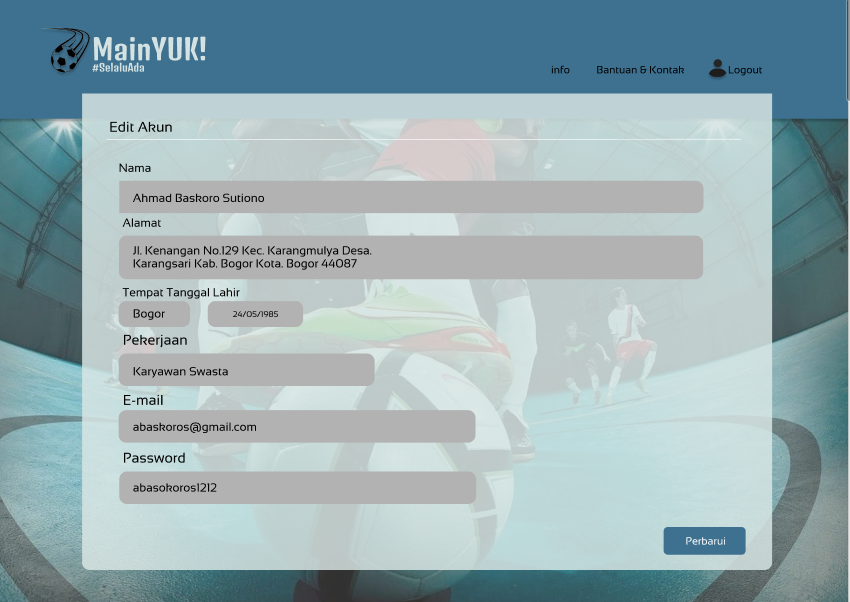 MainYUK!
#SelaluAda
info
Bantuan & Kontak
Logout
Edit Akun
Nama
Ahmad Baskoro Sutiono
Alamat
Jl. Kenangan No.129 Kec. Karangmulya Desa.
Karangsari Kab. Bogor Kota. Bogor 44087
Tempat Tanggal Lahir
Bogor
24/05/1985
Pekerjaan
Karyawan Swasta
E-mail
abaskoros@gmail.com
Password
abasokoros1212
Perbarui